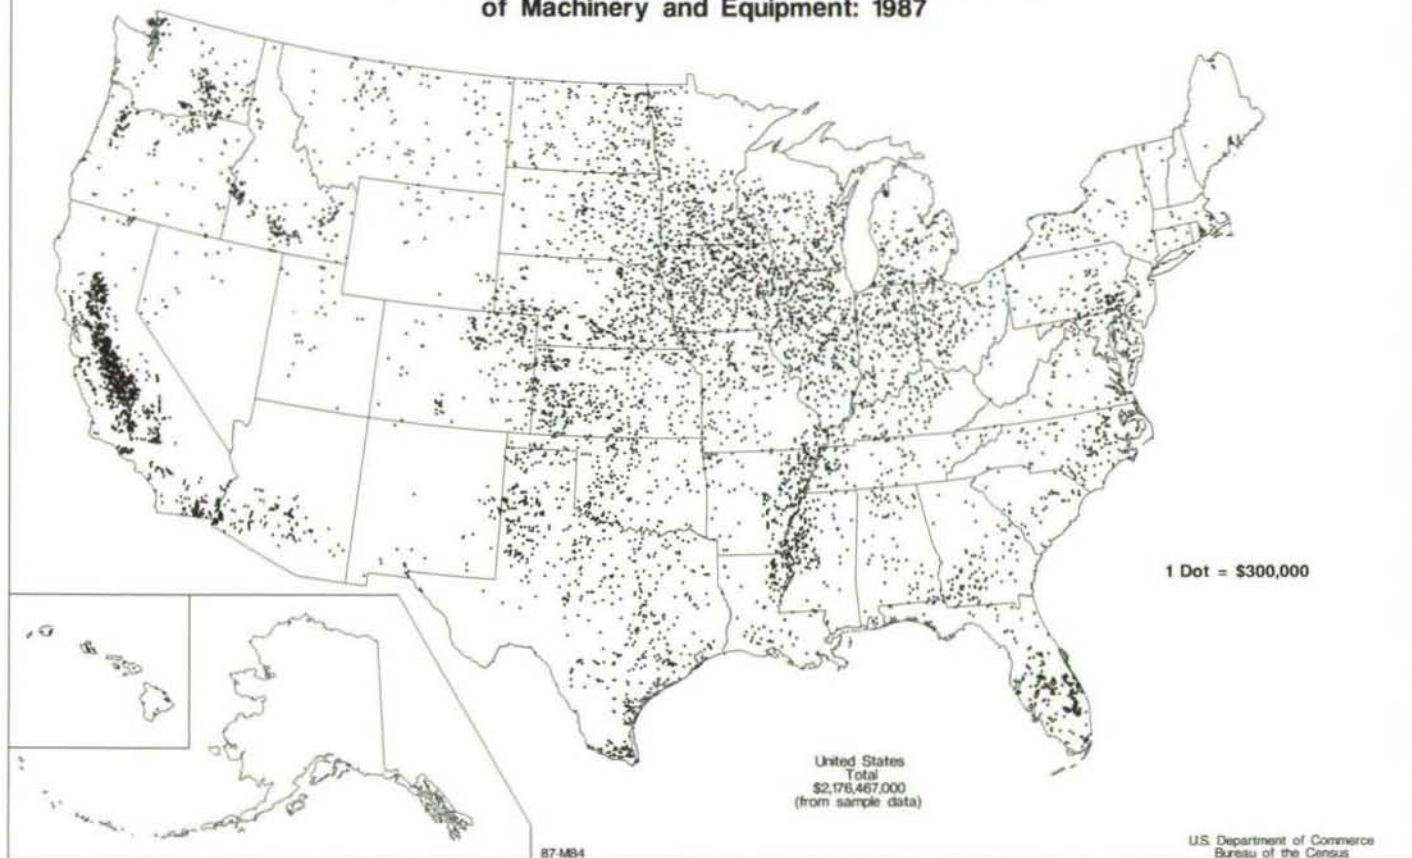 of Machinery and Equipment: 1987
1 Dot = $300,000
United States
Total
$2,176,467,000
(from sample data)
87-M84
U.S. Department of Commerce
Bureau of the Census